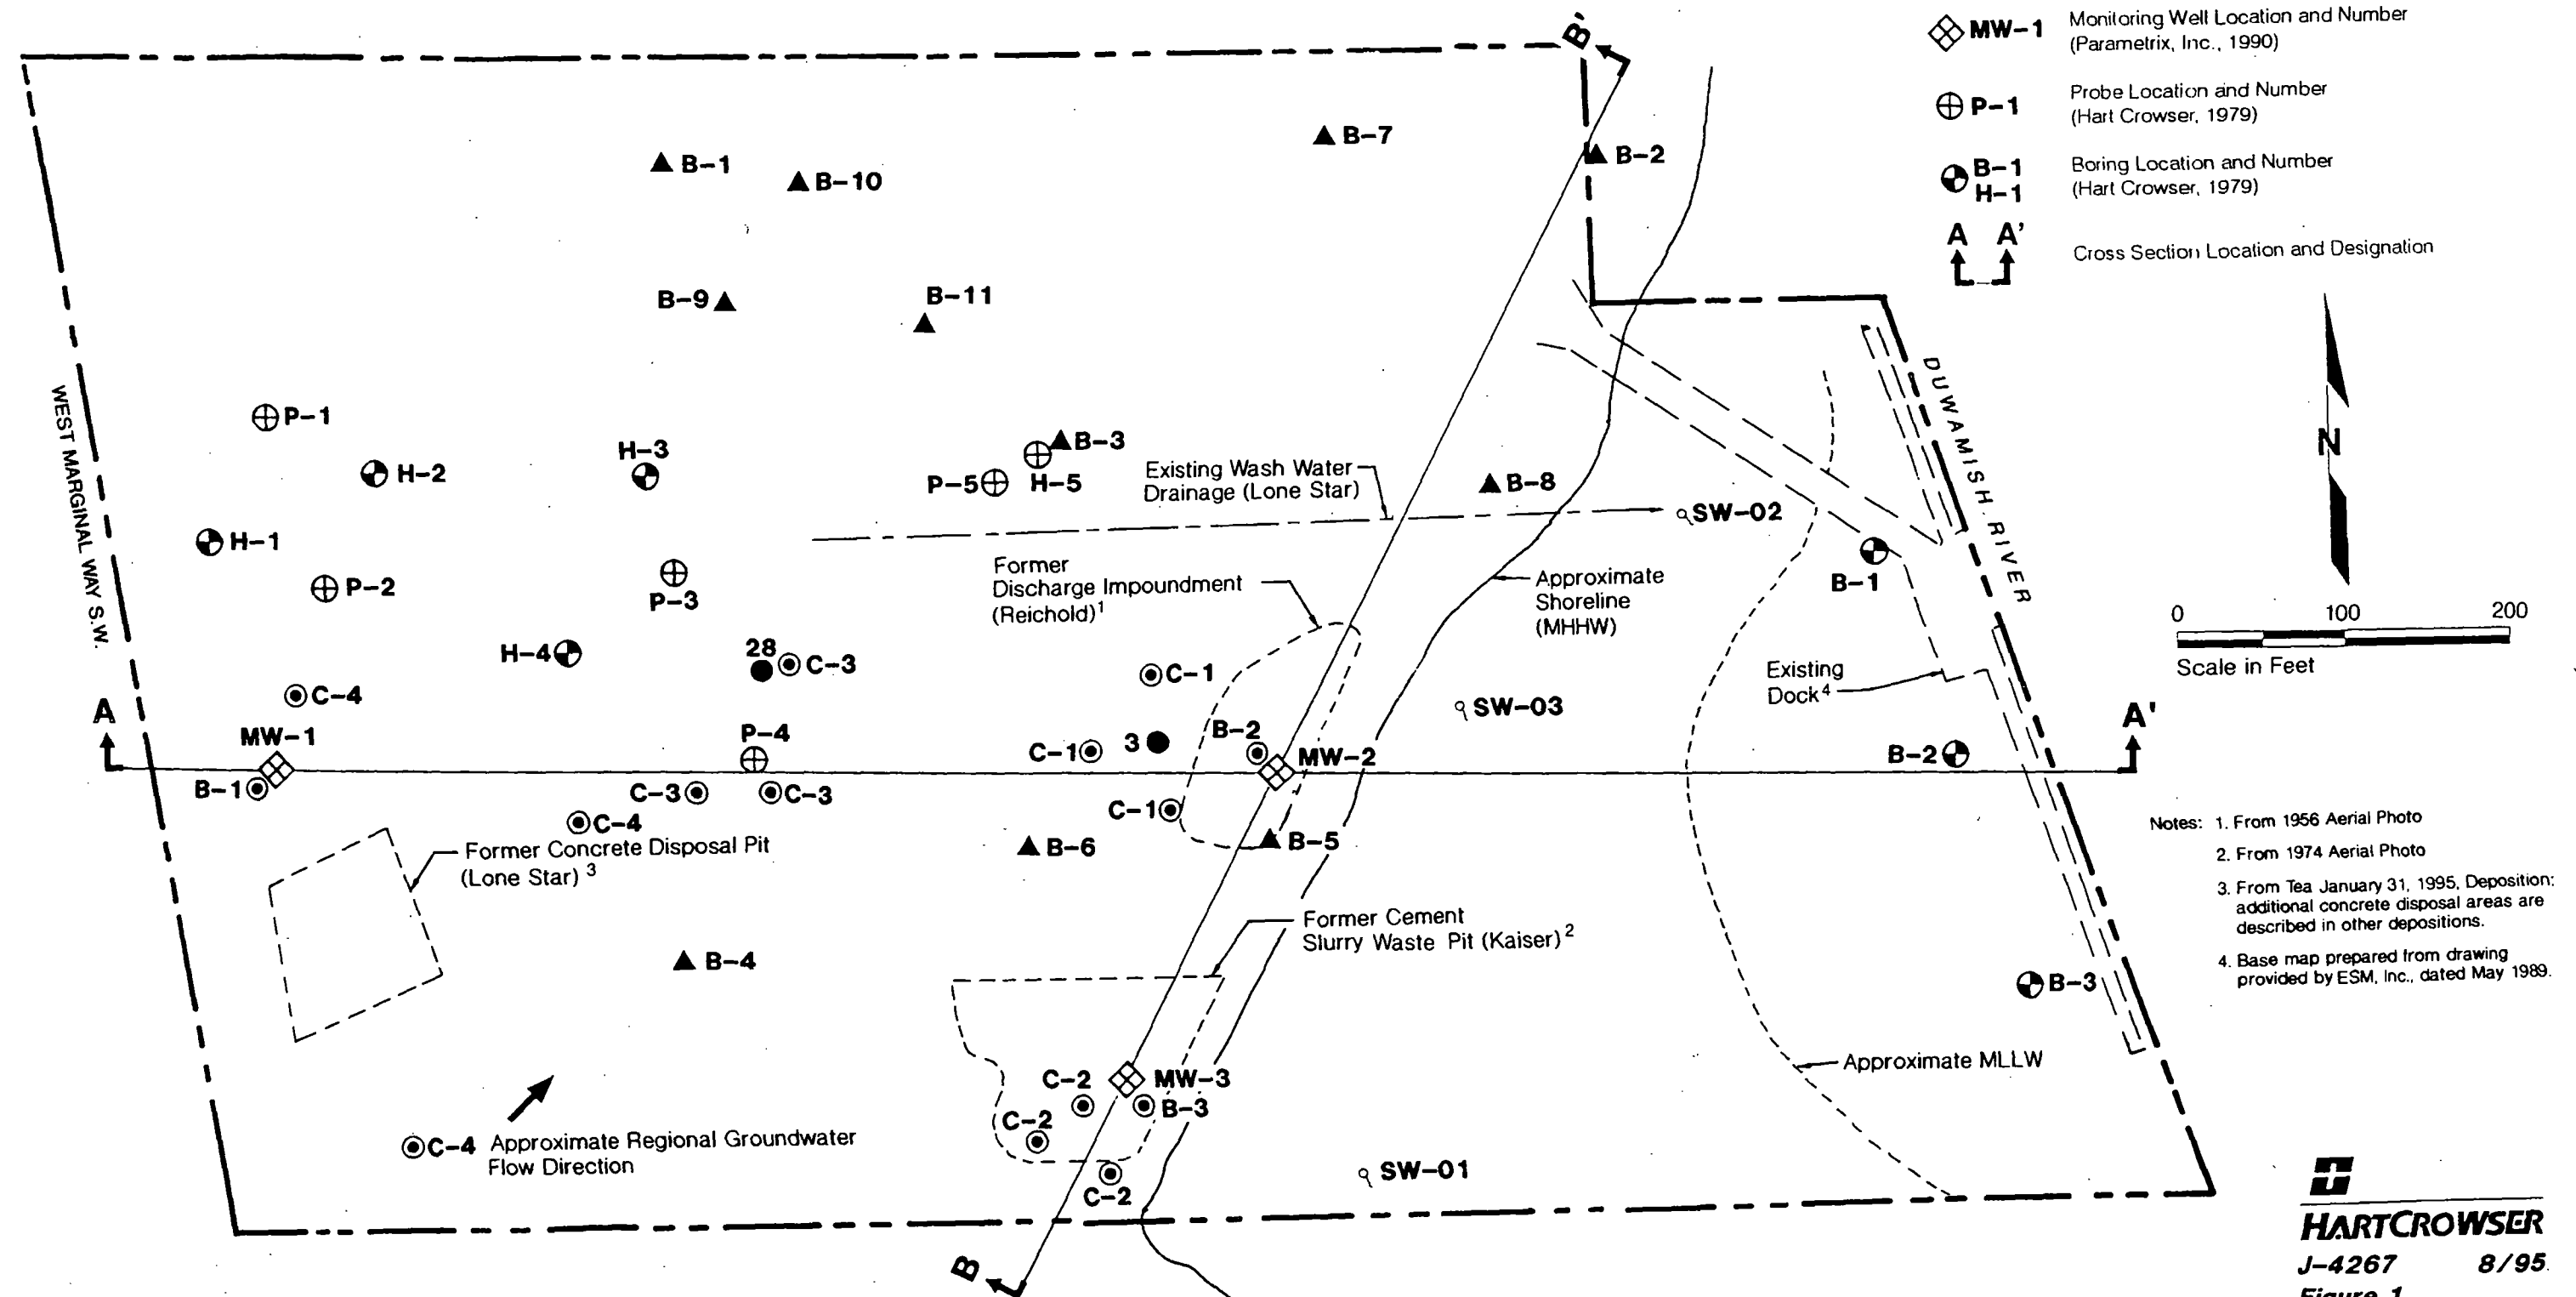 B'
MW-1
Monitoring Well Location and Number
(Parametrix, Inc., 1990)
P-1
Probe Location and Number
(Hart Crowser, 1979)
B-1
H-1
Boring Location and Number
(Hart Crowser, 1979)
A A'
Cross Section Location and Designation
B-7
B-2
B-1
B-10
B-9
B-11
DUWAMISH RIVER
WEST MARGINAL WAY S.W.
P-1
H-2
H-3
B-3
P-5
H-5
Existing Wash Water
Drainage (Lone Star)
B-8
SW-02
N
H-1
P-2
P-3
Former
Discharge Impoundment
(Reichold)1
Approximate
Shoreline
(MHHW)
B-1
0 100 200
Scale in Feet
H-4
28
C-3
C-1
C-4
Existing
Dock4
SW-03
A
MW-1
P-4
C-1
3
B-2
MW-2
B-2
A'
B-1
C-3
C-3
C-1
C-4
B-6
B-5
Former Concrete Disposal Pit
(Lone Star) 3
Notes: 1. From 1956 Aerial Photo
2. From 1974 Aerial Photo
3. From Tea January 31, 1995, Deposition:
additional concrete disposal areas are
described in other depositions.
4. Base map prepared from drawing
provided by ESM, Inc., dated May 1989.
Former Cement
Slurry Waste Pit (Kaiser)2
B-4
B-3
Approximate MLLW
C-2
MW-3
B-3
C-2
C-2
SW-01
C-4
Approximate Regional Groundwater
Flow Direction
B
HARTCROWSER
J-4267 8/95
Figure 1